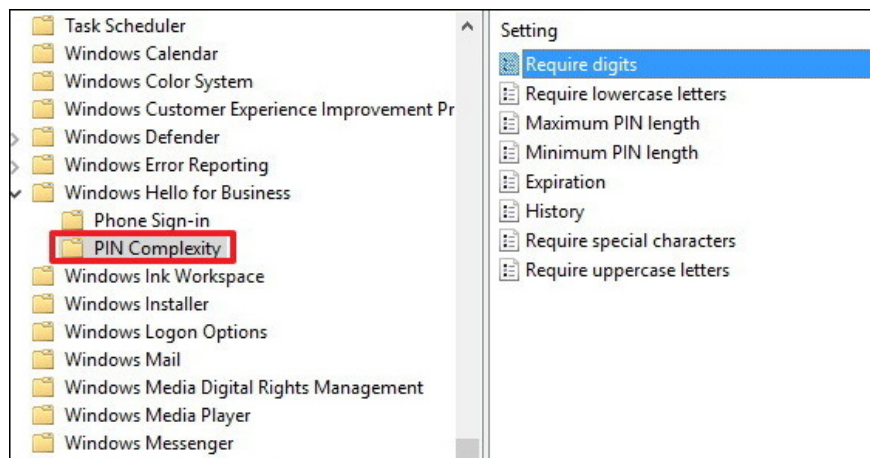 Task Scheduler
Windows Calendar
Windows Color System
Windows Customer Experience Improvement Pr
Windows Defender
Windows Error Reporting
Windows Hello for Business
Phone Sign-in
PIN Complexity
Windows Ink Workspace
Windows Installer
Windows Logon Options
Windows Mail
Windows Media Digital Rights Management
Windows Media Player
Windows Messenger
Setting
Require digits
Require lowercase letters
Maximum PIN length
Minimum PIN length
Expiration
History
Require special characters
Require uppercase letters